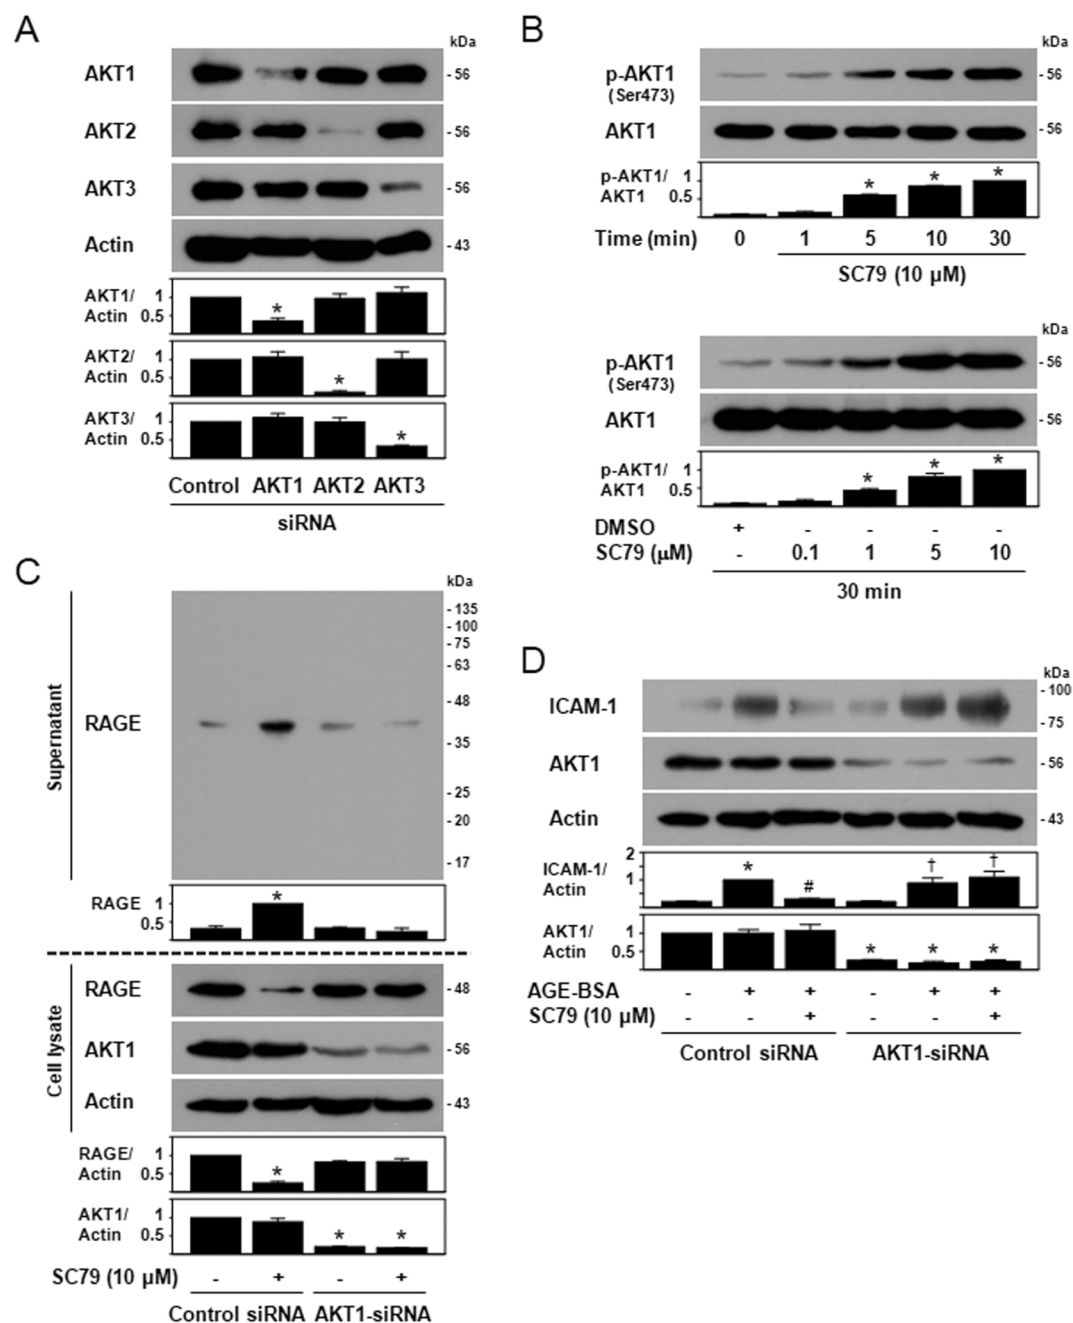 A
kDa
AKT1
- 56
AKT2
- 56
AKT3
- 56
Actin
- 43
AKT1/ 1
Actin 0.5
*
AKT2/ 1
Actin 0.5
*
AKT3/ 1
Actin 0.5
*
Control AKT1 AKT2 AKT3
siRNA
B
kDa
p-AKT1
(Ser473)
- 56
AKT1
- 56
p-AKT1/ 1
AKT1 0.5
* * *
Time (min) 0 1 5 10 30
SC79 (10 µM)
kDa
p-AKT1
(Ser473)
- 56
AKT1
- 56
p-AKT1/ 1
AKT1 0.5
* * *
DMSO + - - - -
SC79 (µM) - 0.1 1 5 10
30 min
C
kDa
Supernatant
RAGE
- 135
- 100
- 75
- 63
- 48
- 35
- 25
- 20
- 17
RAGE 1
0.5
*
Cell lysate
RAGE
- 48
AKT1
- 56
Actin
- 43
RAGE/ 1
Actin 0.5
*
AKT1/ 1
Actin 0.5
* *
SC79 (10 µM) - + - +
Control siRNA AKT1-siRNA
D
kDa
ICAM-1
- 100
- 75
AKT1
- 56
Actin
- 43
2
ICAM-1/ 1
Actin
* # † †
AKT1/
Actin 0.5
* * *
AGE-BSA - + + - + +
SC79 (10 µM) - - + - - +
Control siRNA AKT1-siRNA